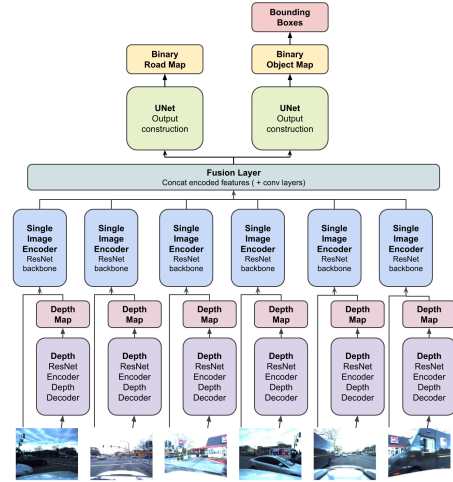 Bounding
Boxes
Binary
Road Map
Binary
Object Map
UNet
Output
construction
UNet
Output
construction
Fusion Layer
Concat encoded features ( + conv layers)
Single
Image
Encoder
ResNet
backbone
Single
Image
Encoder
ResNet
backbone
Single
Image
Encoder
ResNet
backbone
Single
Image
Encoder
ResNet
backbone
Single
Image
Encoder
ResNet
backbone
Single
Image
Encoder
ResNet
backbone
Depth
Map
Depth
Map
Depth
Map
Depth
Map
Depth
Map
Depth
Map
Depth
ResNet
Encoder
Depth
Decoder
Depth
ResNet
Encoder
Depth
Decoder
Depth
ResNet
Encoder
Depth
Decoder
Depth
ResNet
Encoder
Depth
Decoder
Depth
ResNet
Encoder
Depth
Decoder
Depth
ResNet
Encoder
Depth
Decoder
FedEx